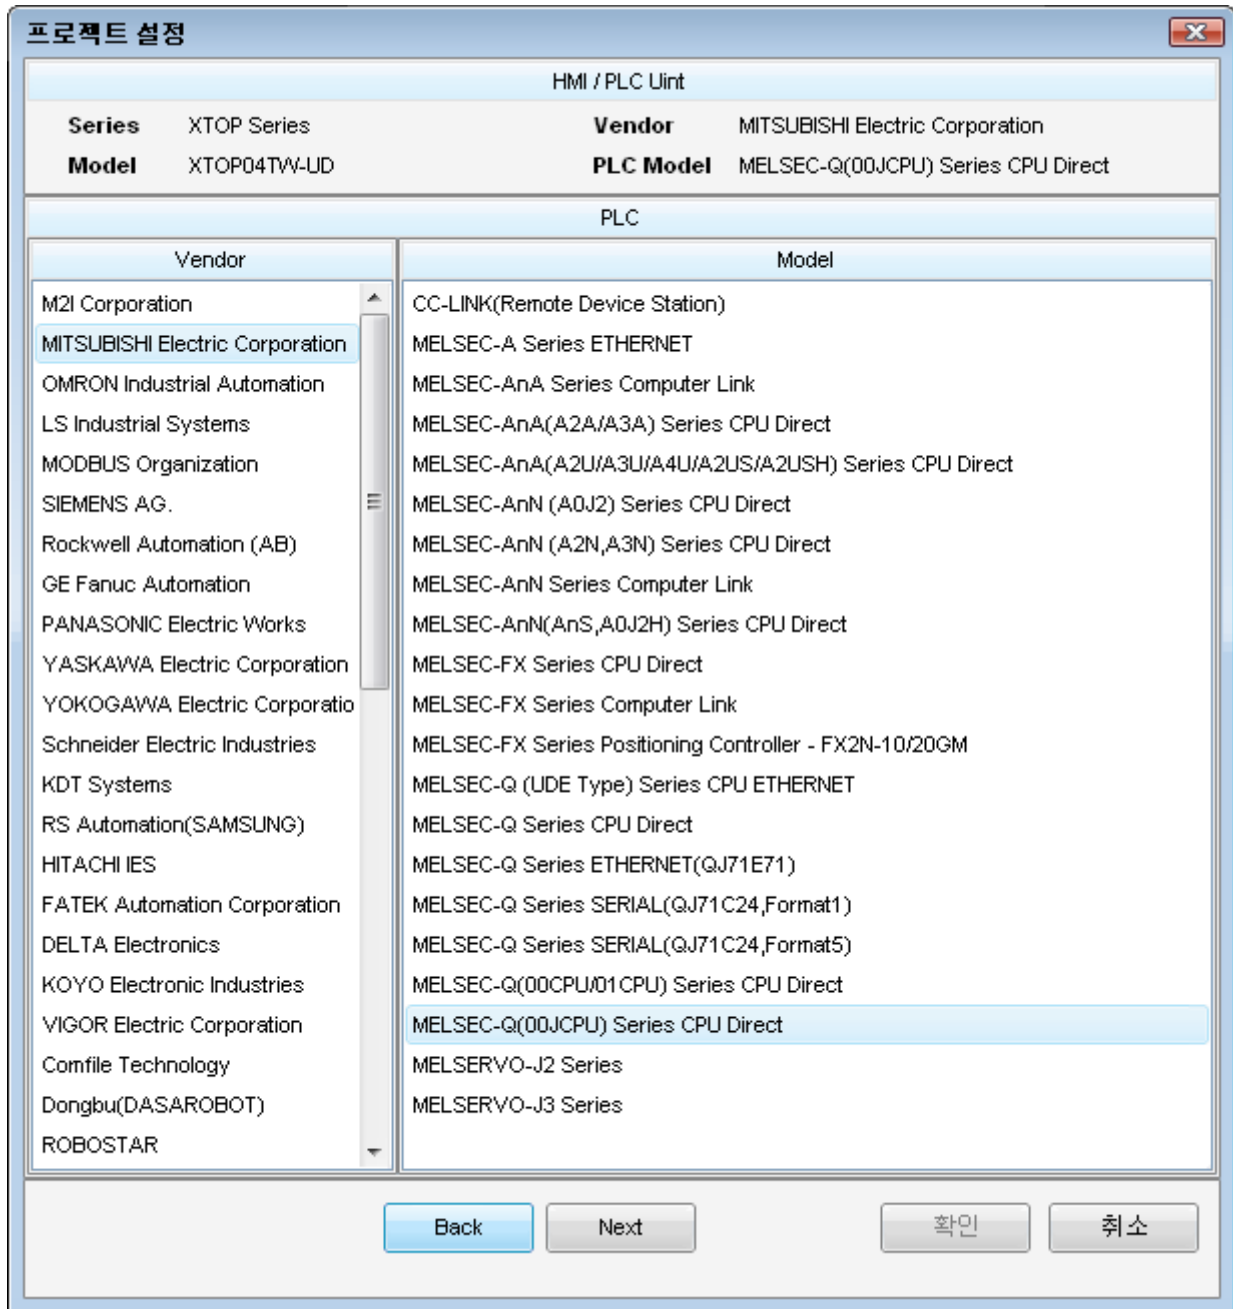 프로젝트 설정
HMI / PLC Uint
Series XTOP Series Vendor MITSUBISHI Electric Corporation
Model XTOP04TW-UD PLC Model MELSEC-Q(00JCPU) Series CPU Direct
PLC
Vendor Model
M2I Corporation CC-LINK(Remote Device Station)
MITSUBISHI Electric Corporation MELSEC-A Series ETHERNET
OMRON Industrial Automation MELSEC-AnA Series Computer Link
LS Industrial Systems MELSEC-AnA(A2A/A3A) Series CPU Direct
MODBUS Organization MELSEC-AnA(A2U/A3U/A4U/A2US/A2USH) Series CPU Direct
SIEMENS AG. MELSEC-AnN (A0J2) Series CPU Direct
Rockwell Automation (AB) MELSEC-AnN (A2N,A3N) Series CPU Direct
GE Fanuc Automation MELSEC-AnN Series Computer Link
PANASONIC Electric Works MELSEC-AnN(AnS,A0J2H) Series CPU Direct
YASKAWA Electric Corporation MELSEC-FX Series CPU Direct
YOKOGAWA Electric Corporatio MELSEC-FX Series Computer Link
Schneider Electric Industries MELSEC-FX Series Positioning Controller - FX2N-10/20GM
KDT Systems MELSEC-Q (UDE Type) Series CPU ETHERNET
RS Automation(SAMSUNG) MELSEC-Q Series CPU Direct
HITACHI IES MELSEC-Q Series ETHERNET(QJ71E71)
FATEK Automation Corporation MELSEC-Q Series SERIAL(QJ71C24,Format1)
DELTA Electronics MELSEC-Q Series SERIAL(QJ71C24,Format5)
KOYO Electronic Industries MELSEC-Q(00CPU/01CPU) Series CPU Direct
VIGOR Electric Corporation MELSEC-Q(00JCPU) Series CPU Direct
Comfile Technology MELSERVO-J2 Series
Dongbu(DASAROBOT) MELSERVO-J3 Series
ROBOSTAR
Back Next 확인 취소